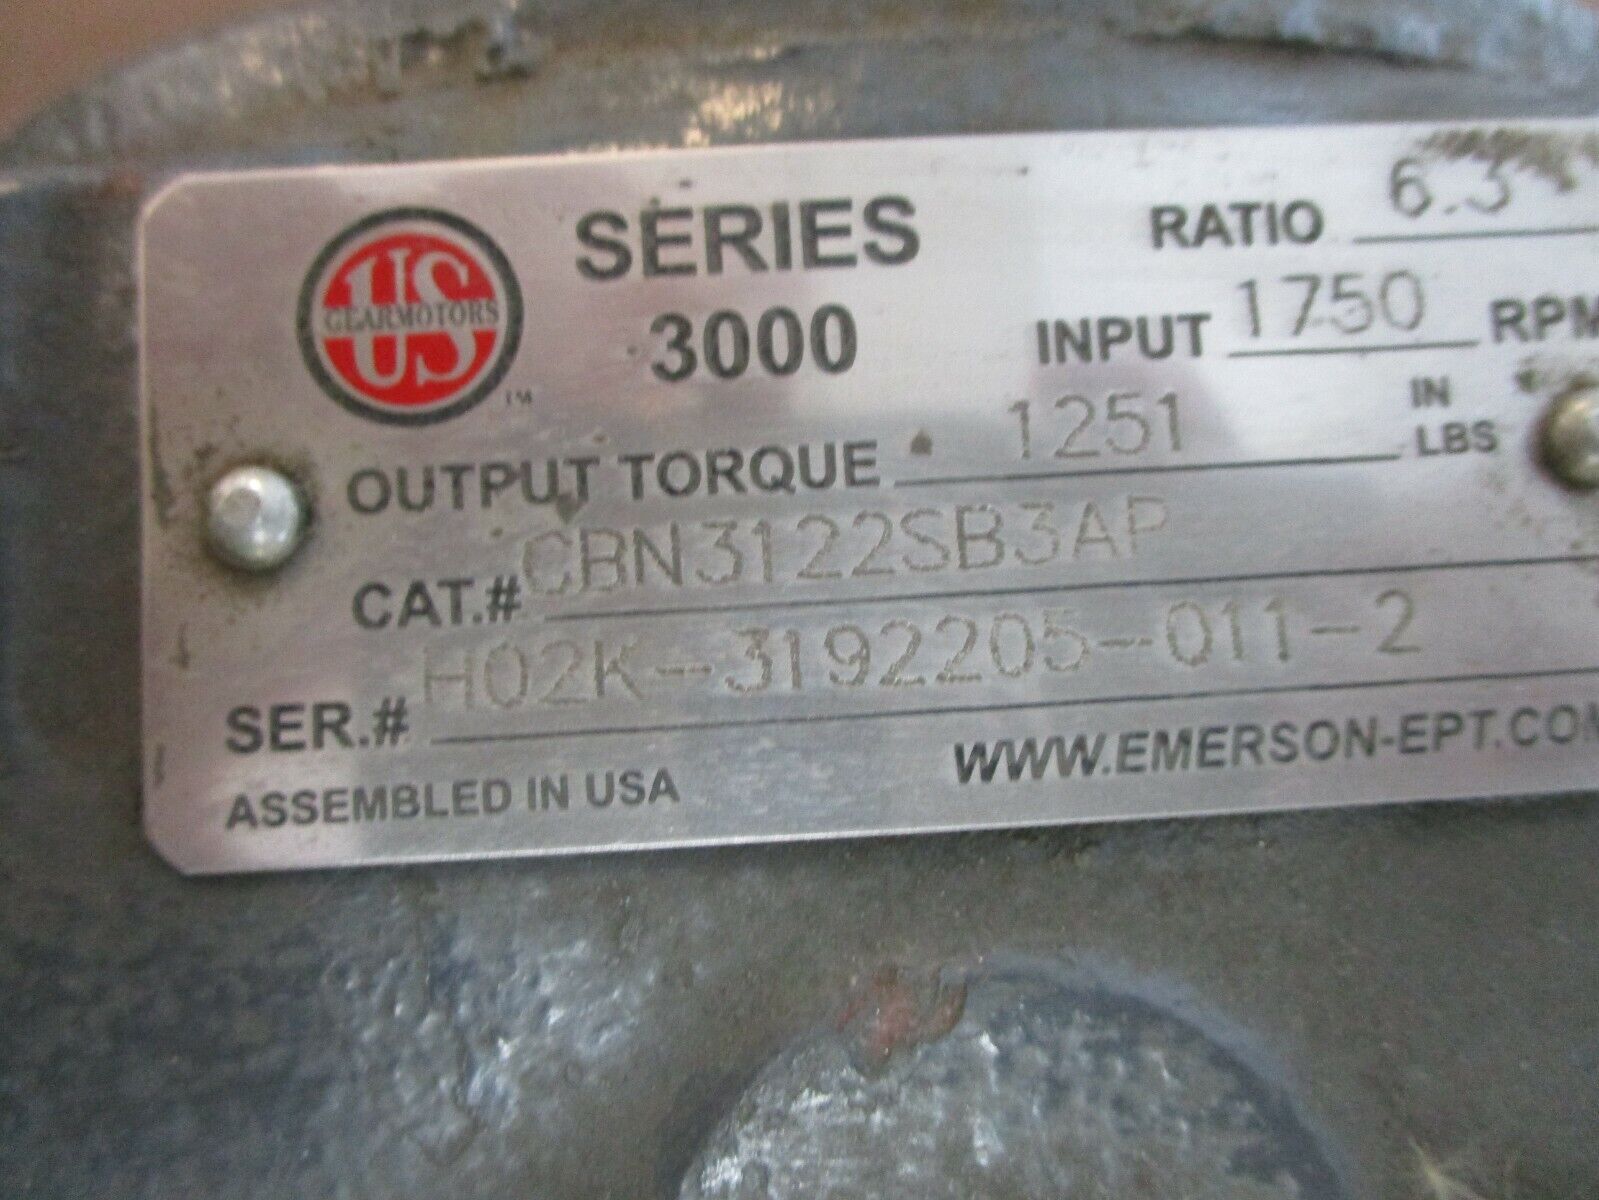 US
GEARMOTORS
TM
SERIES
3000
RATIO 6.3
INPUT 1750 RPM
OUTPUT TORQUE 1251 IN LBS
CAT.# CBN3122SB3AP
SER.# H02K-3192205-011-2
ASSEMBLED IN USA
WWW.EMERSON-EPT.COM